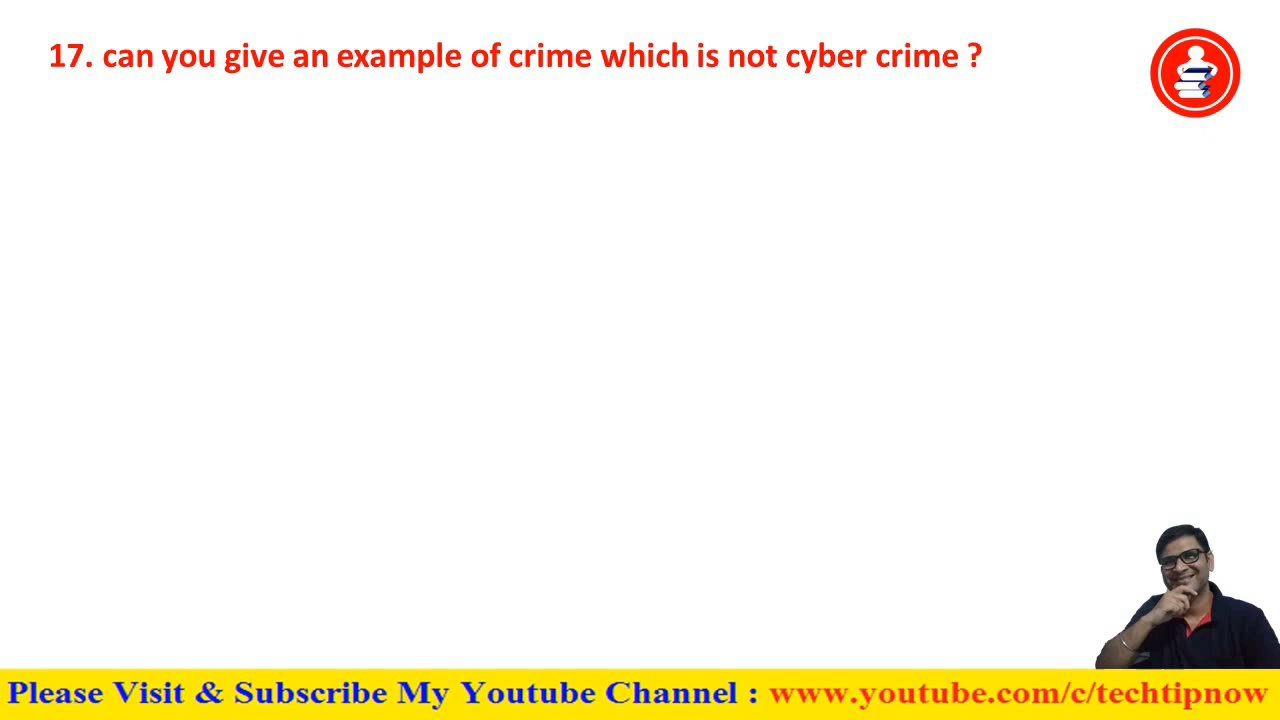 17. can you give an example of crime which is not cyber crime ?
Please Visit & Subscribe My Youtube Channel : www.youtube.com/c/techtipnow